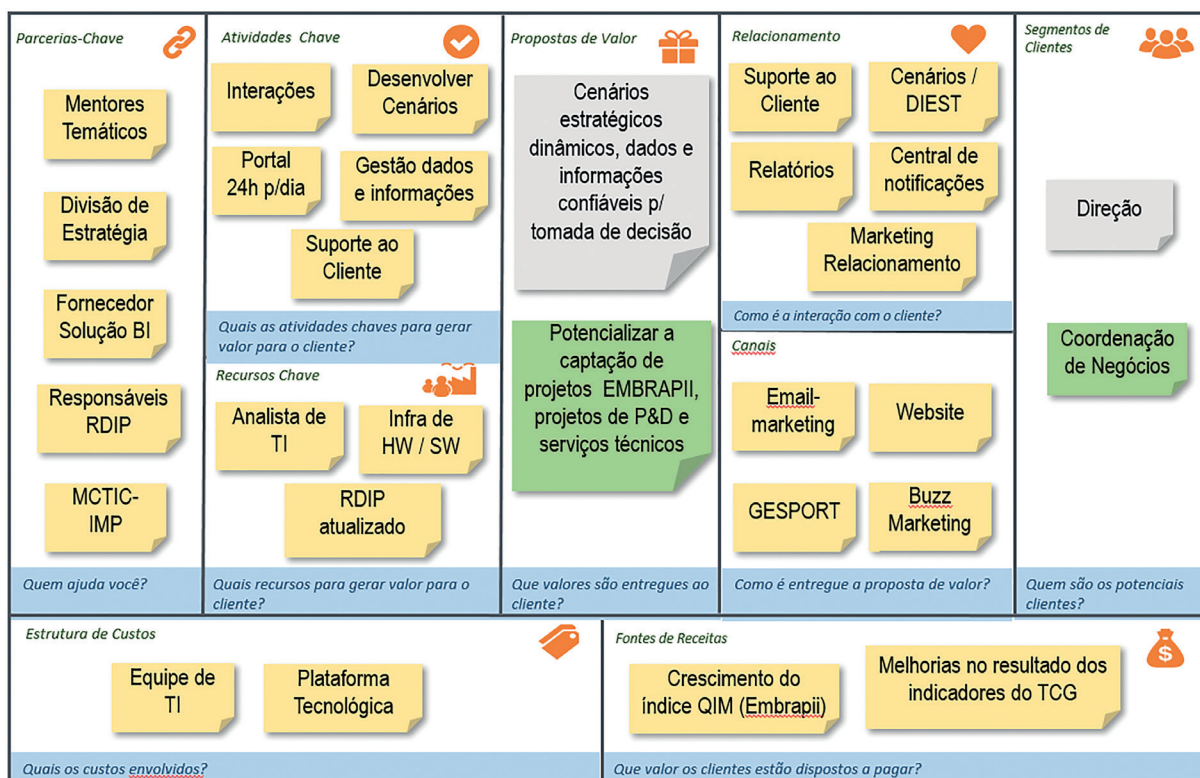 Parcerias-Chave
Mentores
Temáticos
Divisão de
Estratégia
Fornecedor
Solução BI
Responsáveis
RDIP
MCTIC-
IMP
Quem ajuda você?
Atividades Chave
Interações
Desenvolver
Cenários
Portal
24h p/dia
Gestão dados
e informações
Suporte ao
Cliente
Quais as atividades chaves para gerar
valor para o cliente?
Recursos Chave
Analista de
TI
Infra de
HW / SW
RDIP
atualizado
Quais recursos para gerar valor para o
cliente?
Propostas de Valor
Cenários
estratégicos
dinâmicos, dados e
informações
confiáveis p/
tomada de decisão
Potencializar a
captação de
projetos EMBRAPII,
projetos de P&D e
serviços técnicos
Que valores são entregues ao
cliente?
Relacionamento
Suporte ao
Cliente
Cenários /
DIEST
Relatórios
Central de
notificações
Marketing
Relacionamento
Como é a interação com o cliente?
Canais
Email-
marketing
Website
GESPORT
Buzz
Marketing
Como é entregue a proposta de valor?
Segmentos de
Clientes
Direção
Coordenação
de Negócios
Quem são os potenciais
clientes?
Estrutura de Custos
Equipe de
TI
Plataforma
Tecnológica
Quais os custos envolvidos?
Fontes de Receitas
$
Crescimento do
índice QIM (Embrapii)
Melhorias no resultado dos
indicadores do TCG
Que valor os clientes estão dispostos a pagar?